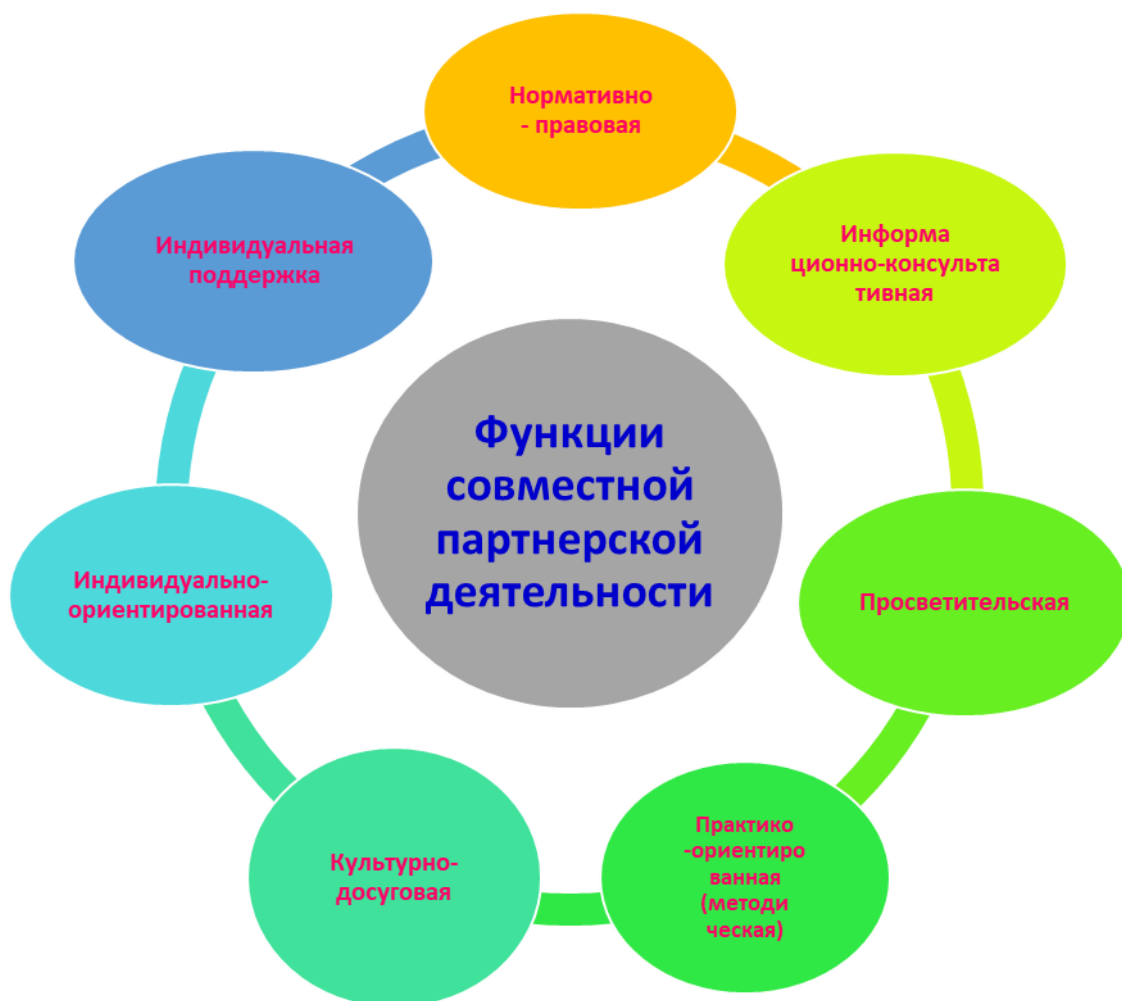 Нормативно
- правовая
Информа
ционно-консульта
тивная
Просветительская
Практико
-ориентиро
ванная
(методи
ческая)
Культурно-
досуговая
Индивидуально-
ориентированная
Индивидуальная
поддержка
Функции
совместной
партнерской
деятельности